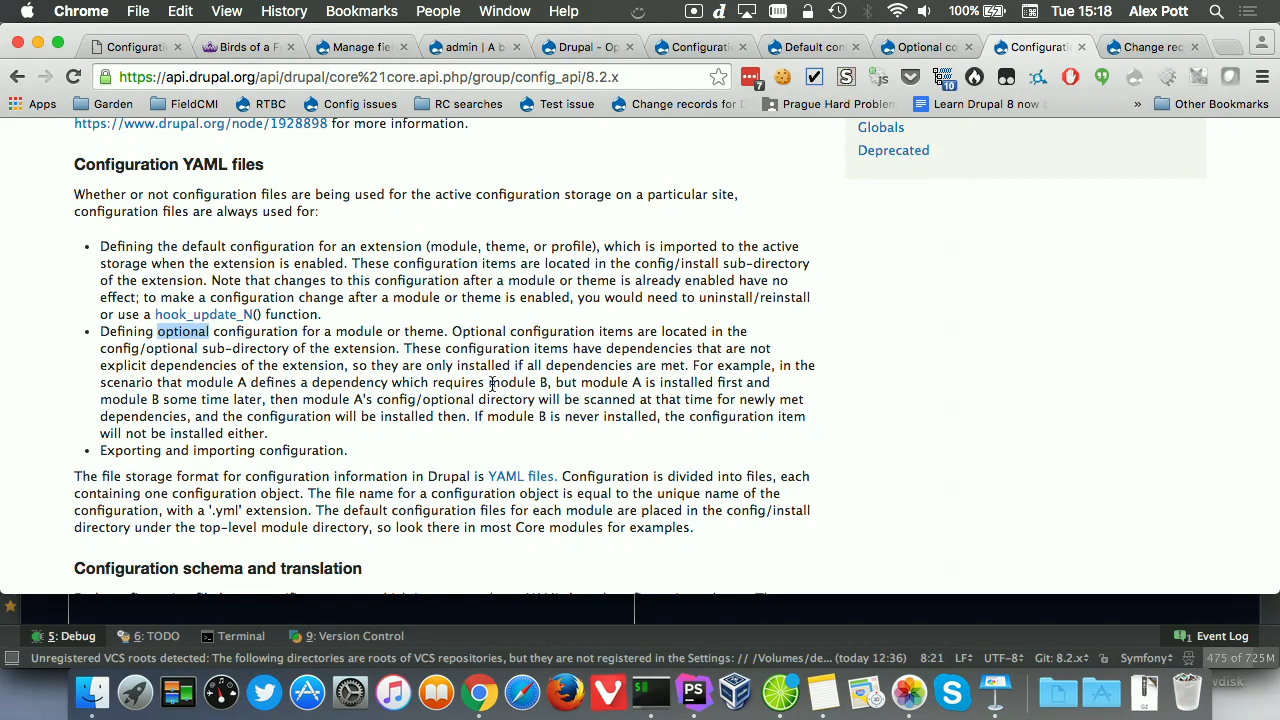 Chrome File Edit View History Bookmarks People Window Help 100% Tue 15:18 Alex Pott
Configurati Birds of a F Manage fie admin | A b Drupal - Op Configurati Default con Optional co Configurati Change rec
https://api.drupal.org/api/drupal/core%21core.api.php/group/config_api/8.2.x 7 10
Apps Garden FieldCMI RTBC Config issues RC searches Test issue Change records for D Prague Hard Problem Learn Drupal 8 now » Other Bookmarks
https://www.drupal.org/node/1928898 for more information.
Globals
Deprecated
Configuration YAML files
Whether or not configuration files are being used for the active configuration storage on a particular site,
configuration files are always used for:
• Defining the default configuration for an extension (module, theme, or profile), which is imported to the active
storage when the extension is enabled. These configuration items are located in the config/install sub-directory
of the extension. Note that changes to this configuration after a module or theme is already enabled have no
effect; to make a configuration change after a module or theme is enabled, you would need to uninstall/reinstall
or use a hook_update_N() function.
• Defining optional configuration for a module or theme. Optional configuration items are located in the
config/optional sub-directory of the extension. These configuration items have dependencies that are not
explicit dependencies of the extension, so they are only installed if all dependencies are met. For example, in the
scenario that module A defines a dependency which requires module B, but module A is installed first and
module B some time later, then module A's config/optional directory will be scanned at that time for newly met
dependencies, and the configuration will be installed then. If module B is never installed, the configuration item
will not be installed either.
• Exporting and importing configuration.
The file storage format for configuration information in Drupal is YAML files. Configuration is divided into files, each
containing one configuration object. The file name for a configuration object is equal to the unique name of the
configuration, with a '.yml' extension. The default configuration files for each module are placed in the config/install
directory under the top-level module directory, so look there in most Core modules for examples.
Configuration schema and translation
5: Debug 6: TODO Terminal 9: Version Control 1 Event Log
Unregistered VCS roots detected: The following directories are roots of VCS repositories, but they are not registered in the Settings: // /Volumes/de... (today 12:36) 8:21 LF÷ UTF-8÷ Git: 8.2.x÷ Symfony÷ 475 of 725M